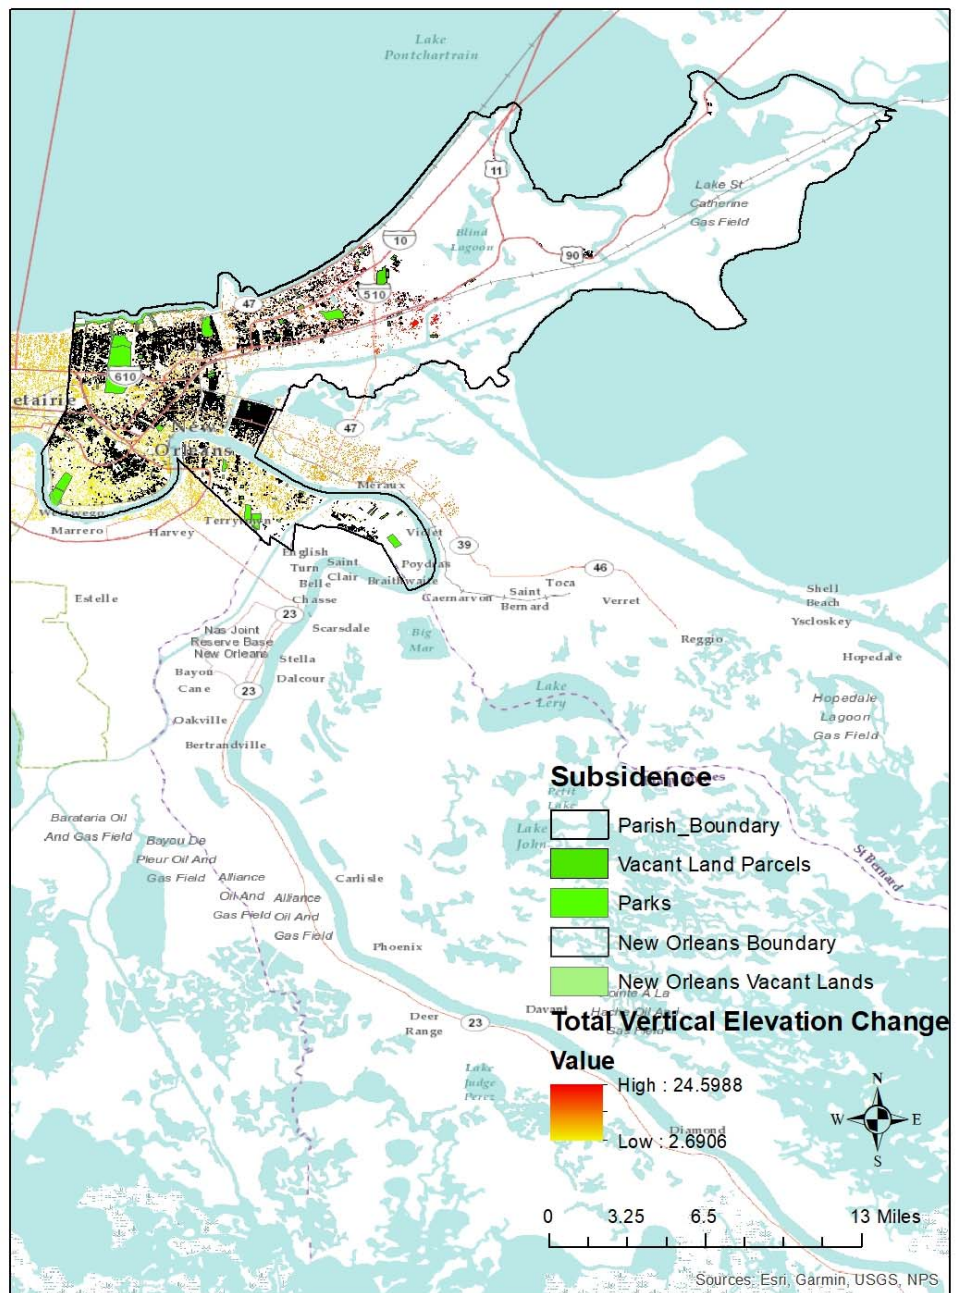 Lake
Pontchartrain
11
Lake St
Catherine
Gas Field
Blind
Lagoon
10
90
510
47
610
etairie
New
Orleans
47
Meraux
Westwego
Marrero
Harvey
Terrytown
Violet
39
English
Turn
Saint
Clair
Poydras
Belle
Chasse
Braithwaite
Caernarvon
Saint
Bernard
Toca
46
Verret
Shell
Beach
Yscloskey
Estelle
23
Scarsdale
Nas Joint
Reserve Base
New Orleans
Big
Mar
Reggio
Stella
Hopedale
Bayou
Cane
Dalcour
23
Lake
Lery
Hopedale
Lagoon
Gas Field
Oakville
Bertrandville
Subsidence
Petit
Lake
Parish_Boundary
Barataria Oil
And Gas Field
Bayou De
Fleur Oil And
Gas Field
Lake
John
St Bernard
Vacant Land Parcels
Alliance
Oil And
Gas Field
Alliance
Oil And
Gas Field
Carlisle
Parks
Phoenix
New Orleans Boundary
New Orleans Vacant Lands
Pointe A La
Hache Oil And
Gas Field
Davant
Deer
Range
23
Total Vertical Elevation Change
Value
Lake
Judge
Perez
High : 24.5988
Low : 2.6906
Diamond
N
W
E
S
0 3.25 6.5 13 Miles
Sources: Esri, Garmin, USGS, NPS